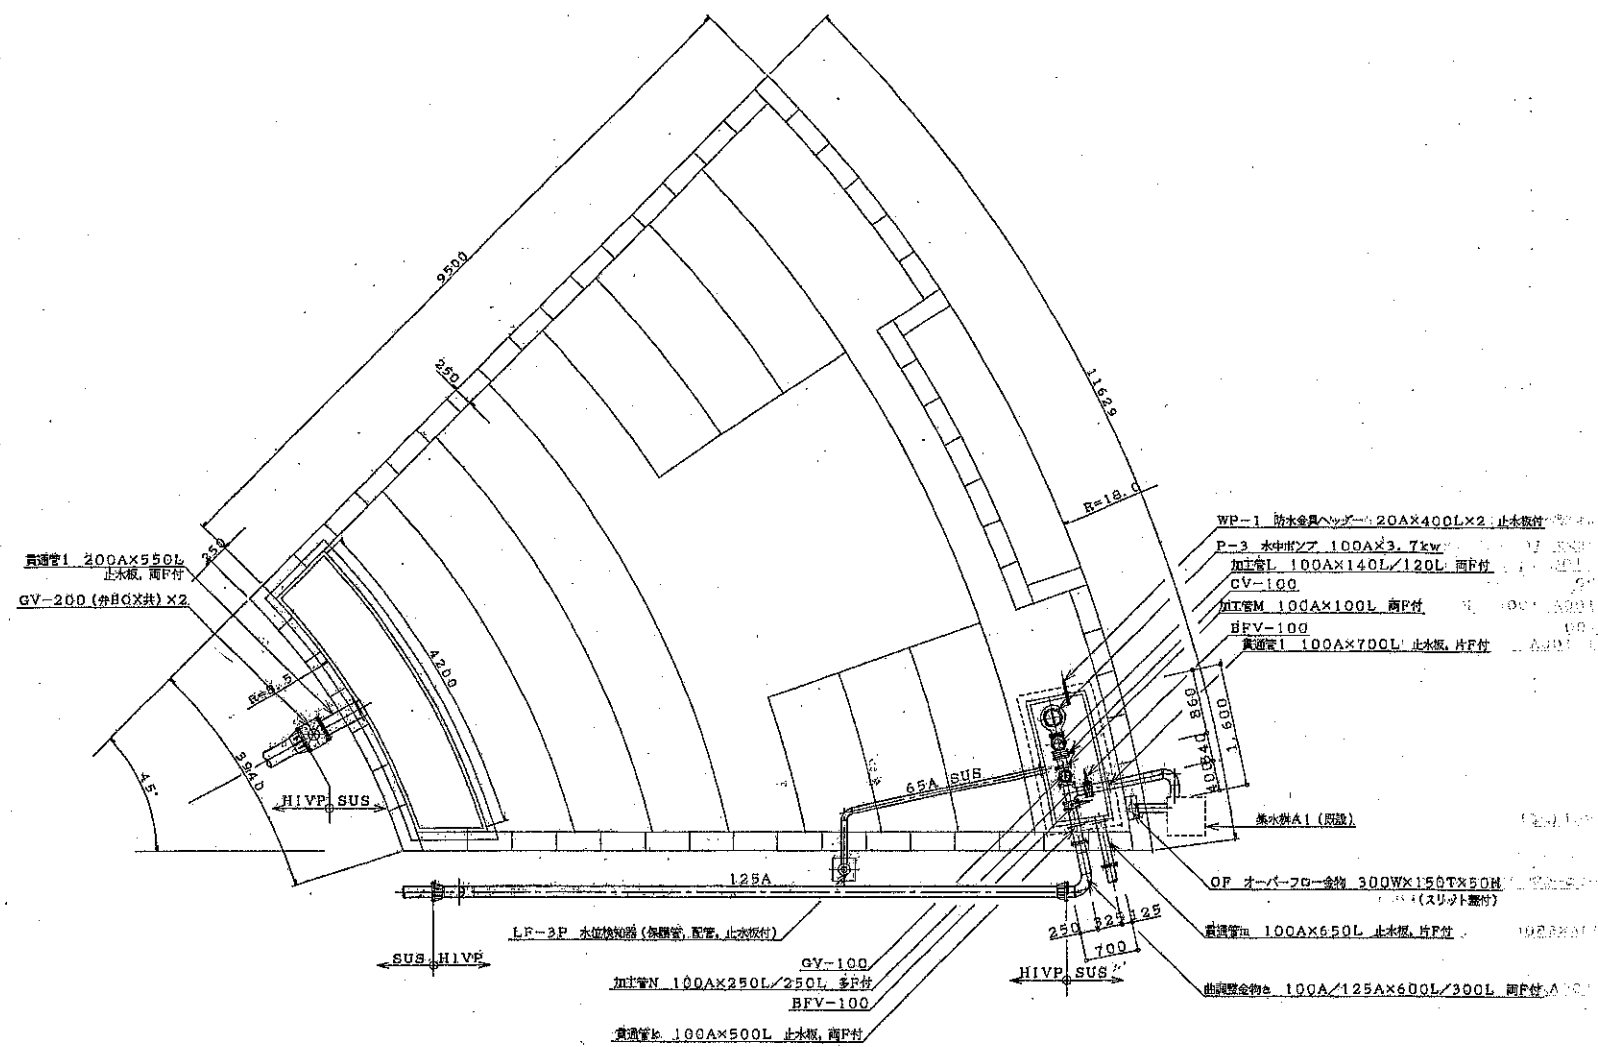 9500
250
11629
R=18.0
WP-1 防水金具ヘッダー 20A×400L×2 止水板付
P-3 水中ポンプ 100A×3.7kw
加工管L 100A×140L/120L 両F付
CV-100
加工管M 100A×100L 両F付
BFV-100
貫通管l 100A×700L 止水板, 片F付
貫通管l 200A×550L
止水板, 両F付
GV-200 (弁BOX共) ×2
250
4200
3940
45°
HIVP SUS
860
1,600
65A SUS
125A
集水桝A1 (既設)
OF オーバーフロー金物 300W×150T×50H
(スリット蓋付)
LF-3P 水位検知器 (保護管, 配管, 止水板付)
250 325 125
700
貫通管m 100A×650L 止水板, 片F付
SUS HIVP
GV-100
加工管N 100A×250L/250L 多F付
BFV-100
貫通管k 100A×500L 止水板, 両F付
HIVP SUS
曲調整金物a 100A/125A×600L/300L 両F付